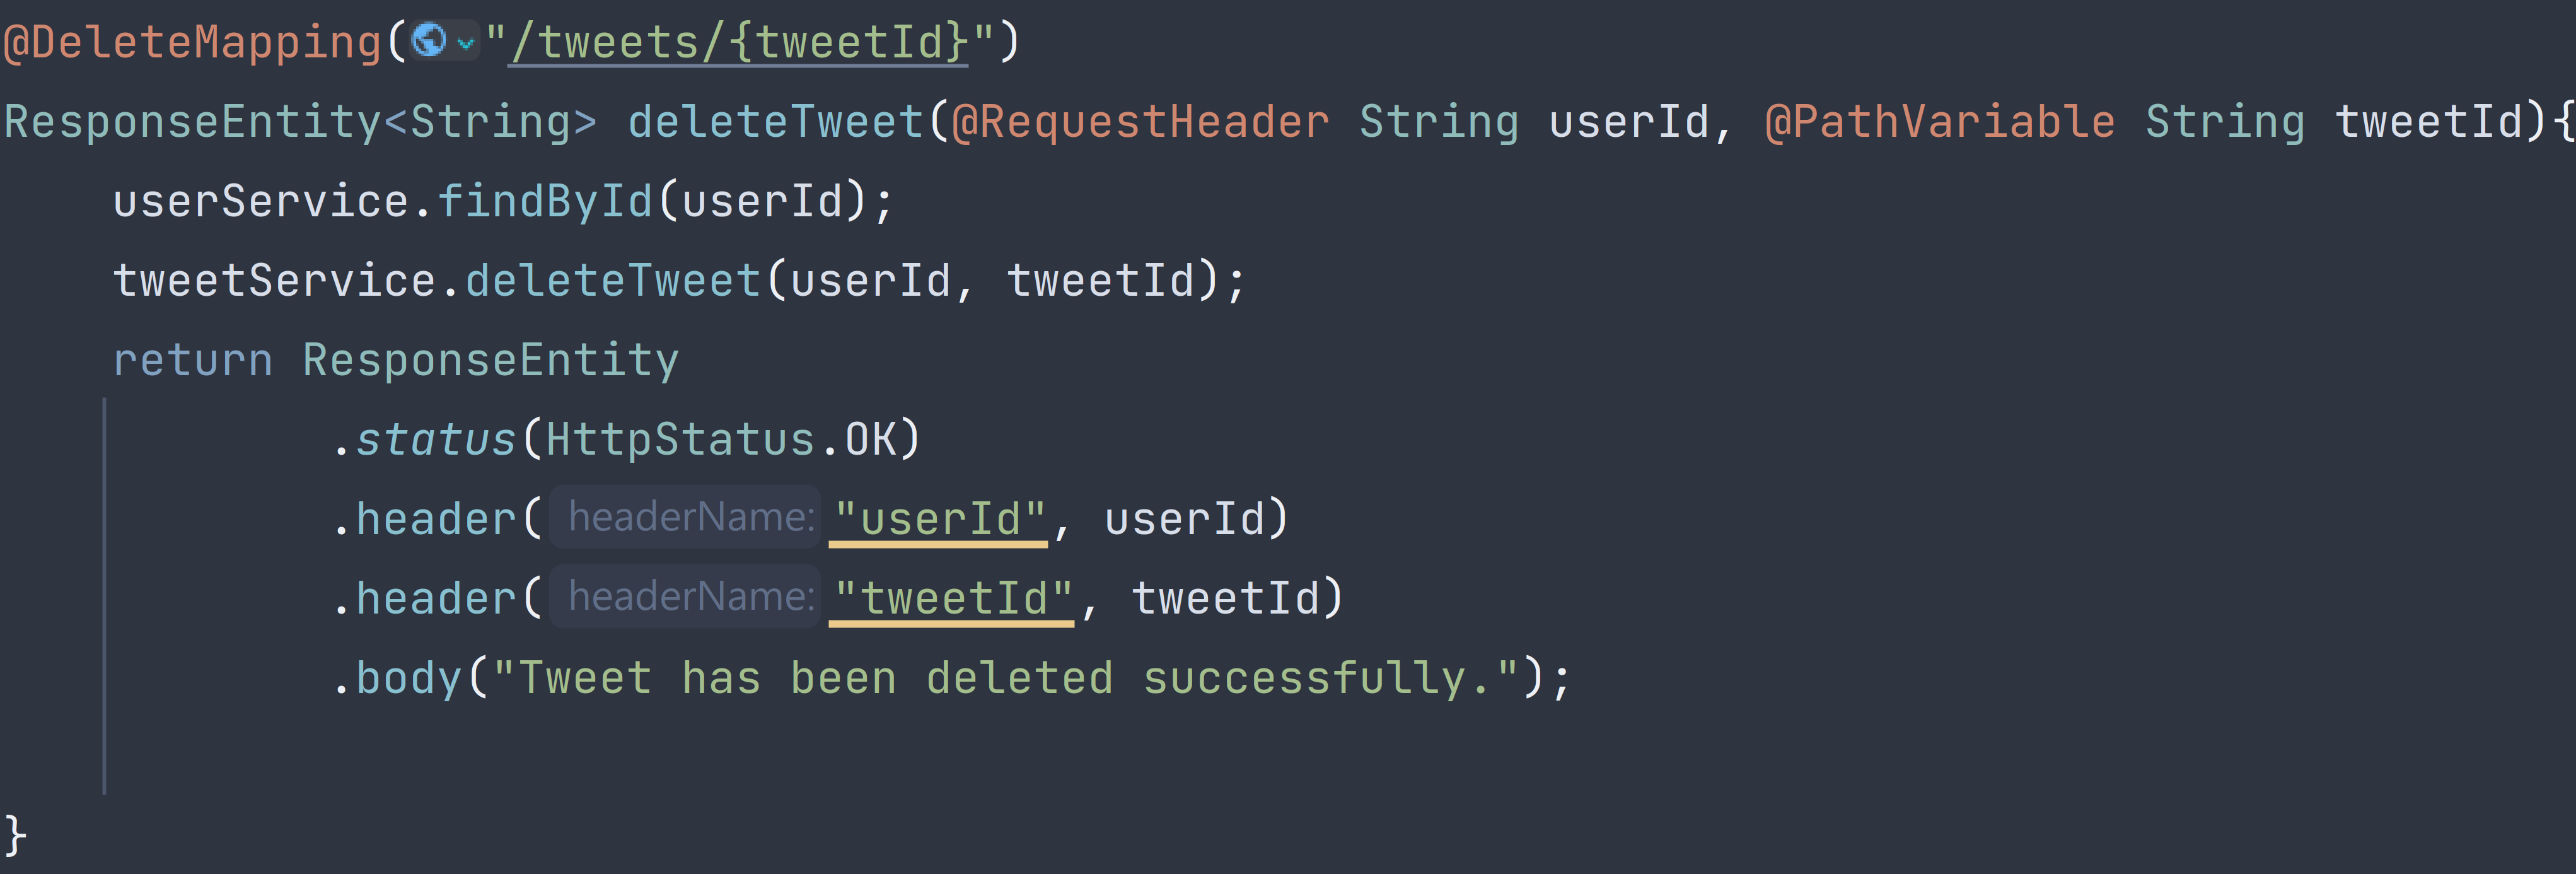 @DeleteMapping("/tweets/{tweetId}")
ResponseEntity<String> deleteTweet(@RequestHeader String userId, @PathVariable String tweetId){
    userService.findById(userId);
    tweetService.deleteTweet(userId, tweetId);
    return ResponseEntity
            .status(HttpStatus.OK)
            .header( headerName: "userId", userId)
            .header( headerName: "tweetId", tweetId)
            .body("Tweet has been deleted successfully.");
}